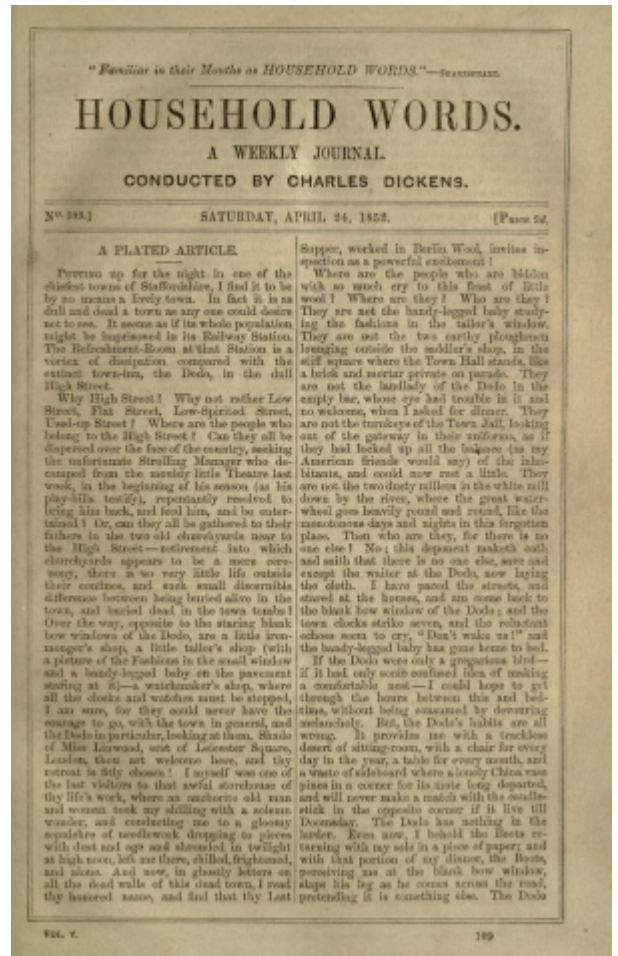 "Familiar in their Mouths as HOUSEHOLD WORDS."—SHAKESPEARE.
HOUSEHOLD WORDS.
A WEEKLY JOURNAL.
CONDUCTED BY CHARLES DICKENS.
No. 109.]
SATURDAY, APRIL 24, 1852.
[PRICE 2d.
A PLATED ARTICLE.
PUTTING up for the night in one of the
chiefest towns of Staffordshire, I find it to be
by no means a lively town. In fact it is as
dull and dead a town as any one could desire
not to see. It seems as if its whole population
might be imprisoned in its Railway Station.
The Refreshment-Room at that Station is a
vortex of dissipation compared with the
extinct town-inn, the Dodo, in the dull
High Street.
Why High Street? Why not rather Low
Street, Flat Street, Low-Spirited Street,
Used-up Street? Where are the people who
belong to the High Street? Can they all be
dispersed over the face of the country, seeking
the unfortunate Strolling Manager who de-
camped from the mouldy little Theatre last
week, in the beginning of his season (as his
play-bills testify), repentantly resolved to
bring him back, and feed him, and be enter-
tained? Or, can they all be gathered to their
fathers in the two old churchyards near to
the High Street—retirement into which
churchyards appears to be a mere cere-
mony, there is so very little life outside
their confines, and such small discernible
difference between being buried alive in the
town, and buried dead in the town tombs?
Over the way, opposite to the staring blank
bow windows of the Dodo, are a little iron-
monger's shop, a little tailor's shop (with
a picture of the Fashions in the small window
and a bandy-legged baby on the pavement
staring at it)—a watchmaker's shop, where
all the clocks and watches must be stopped,
I am sure, for they could never have the
courage to go, with the town in general, and
the Dodo in particular, looking at them. Shade
of Miss Linwood, erst of Leicester Square,
London, thou art welcome here, and thy
retreat is fitly chosen! I myself was one of
the last visitors to that awful storehouse of
thy life's work, where an anchorite old man
and woman took my shilling with a solemn
wonder, and conducting me to a gloomy
sepulchre of needlework dropping to pieces
with dust and age and shrouded in twilight
at high noon, left me there, chilled, frightened,
and alone. And now, in ghostly letters on
all the dead walls of this dead town, I read
thy honored name, and find that thy Last
Supper, worked in Berlin Wool, invites in-
spection as a powerful excitement!
Where are the people who are bidden
with so much cry to this feast of little
wool? Where are they? Who are they?
They are not the bandy-legged baby study-
ing the fashions in the tailor's window.
They are not the two earthy ploughmen
lounging outside the saddler's shop, in the
stiff square where the Town Hall stands, like
a brick and mortar private on parade. They
are not the landlady of the Dodo in the
empty bar, whose eye had trouble in it and
no welcome, when I asked for dinner. They
are not the turnkeys of the Town Jail, looking
out of the gateway in their uniforms, as if
they had locked up all the balance (as my
American friends would say) of the inha-
bitants, and could now rest a little. They
are not the two dusty millers in the white mill
down by the river, where the great water-
wheel goes heavily round and round, like the
monotonous days and nights in this forgotten
place. Then who are they, for there is no
one else? No; this deponent maketh oath
and saith that there is no one else, save and
except the waiter at the Dodo, now laying
the cloth. I have paced the streets, and
stared at the houses, and am come back to
the blank bow window of the Dodo; and the
town clocks strike seven, and the reluctant
echoes seem to cry, "Don't wake us!" and
the bandy-legged baby has gone home to bed.
If the Dodo were only a gregarious bird—
if it had only some confused idea of making
a comfortable nest—I could hope to get
through the hours between this and bed-
time, without being consumed by devouring
melancholy. But, the Dodo's habits are all
wrong. It provides me with a trackless
desert of sitting-room, with a chair for every
day in the year, a table for every month, and
a waste of sideboard where a lonely China vase
pines in a corner for its mate long departed,
and will never make a match with the candle-
stick in the opposite corner if it live till
Doomsday. The Dodo has nothing in the
larder. Even now, I behold the Boots re-
turning with my sole in a piece of paper; and
with that portion of my dinner, the Boots,
perceiving me at the blank bow window,
slaps his leg as he comes across the road,
pretending it is something else. The Dodo
VOL. V.
109